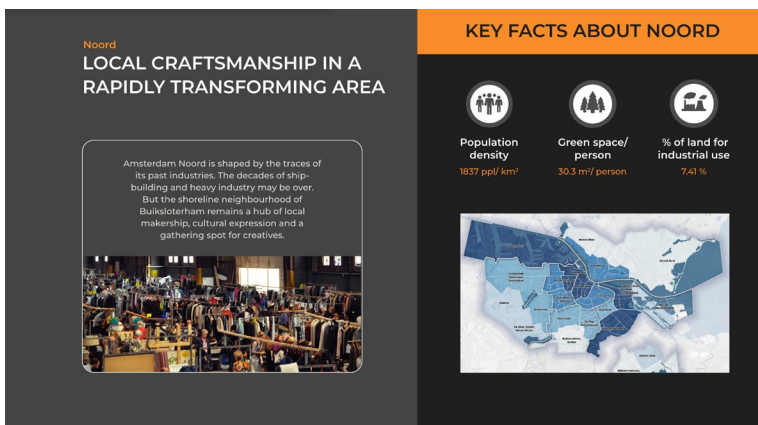 Noord
LOCAL CRAFTSMANSHIP IN A
RAPIDLY TRANSFORMING AREA
Amsterdam Noord is shaped by the traces of
its past industries. The decades of ship-
building and heavy industry may be over.
But the shoreline neighbourhood of
Buiksloterham remains a hub of local
makership, cultural expression and a
gathering spot for creatives.
KEY FACTS ABOUT NOORD
Population
density
1837 ppl/ km²
Green space/
person
30.3 m²/ person
% of land for
industrial use
7.41 %